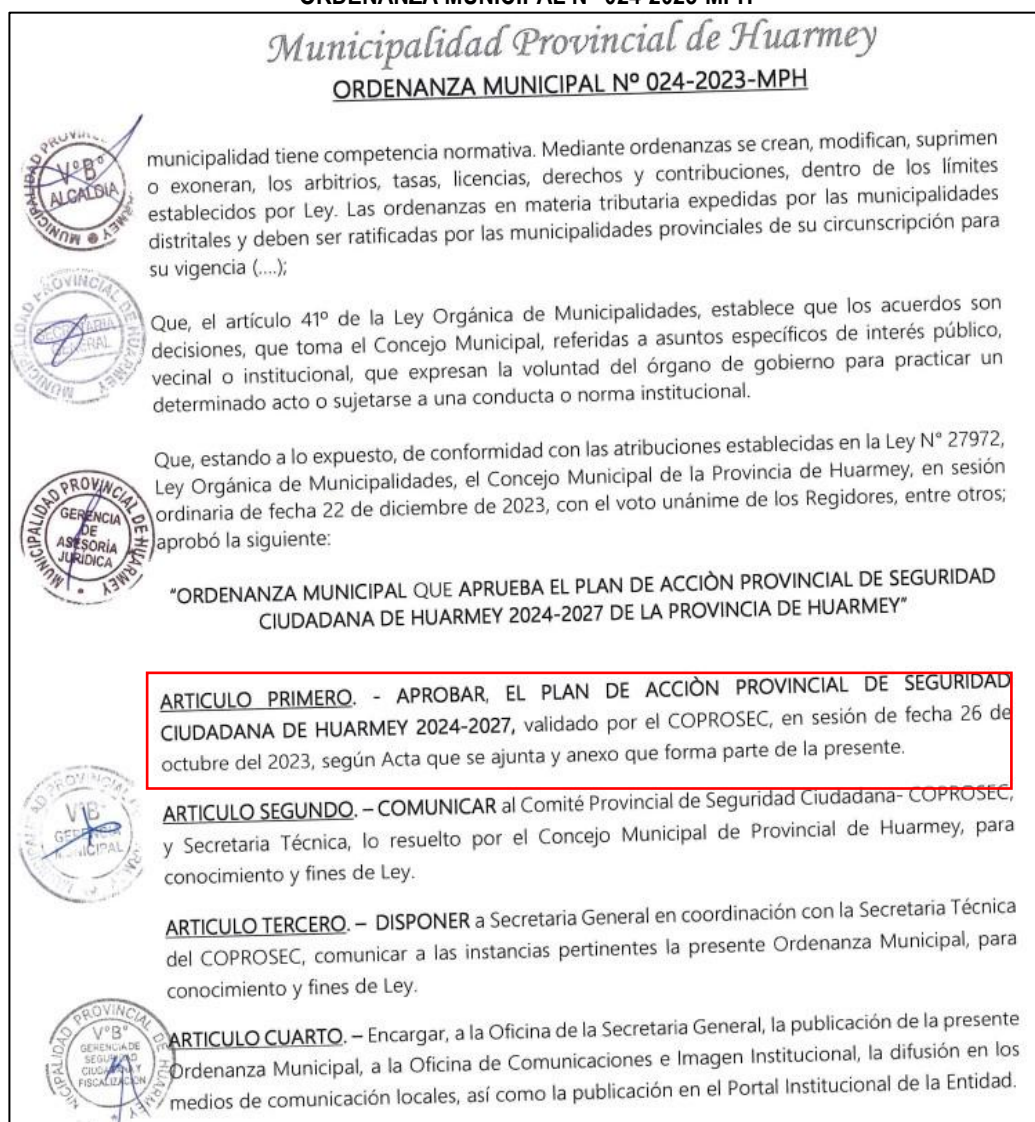 ORDENANZA MUNICIPAL N° 024-2023-MPH
Municipalidad Provincial de Huarmey
ORDENANZA MUNICIPAL Nº 024-2023-MPH
municipalidad tiene competencia normativa. Mediante ordenanzas se crean, modifican, suprimen
o exoneran, los arbitrios, tasas, licencias, derechos y contribuciones, dentro de los límites
establecidos por Ley. Las ordenanzas en materia tributaria expedidas por las municipalidades
distritales y deben ser ratificadas por las municipalidades provinciales de su circunscripción para
su vigencia (....);
V°B°
ALCALDIA
Que, el artículo 41º de la Ley Orgánica de Municipalidades, establece que los acuerdos son
decisiones, que toma el Concejo Municipal, referidas a asuntos específicos de interés público,
vecinal o institucional, que expresan la voluntad del órgano de gobierno para practicar un
determinado acto o sujetarse a una conducta o norma institucional.
Que, estando a lo expuesto, de conformidad con las atribuciones establecidas en la Ley N° 27972,
Ley Orgánica de Municipalidades, el Concejo Municipal de la Provincia de Huarmey, en sesión
ordinaria de fecha 22 de diciembre de 2023, con el voto unánime de los Regidores, entre otros;
aprobó la siguiente:
MUNICIPALIDAD PROVINCIAL DE HUARMEY
GERENCIA
DE
ASESORÍA
JURÍDICA
"ORDENANZA MUNICIPAL QUE APRUEBA EL PLAN DE ACCIÒN PROVINCIAL DE SEGURIDAD
CIUDADANA DE HUARMEY 2024-2027 DE LA PROVINCIA DE HUARMEY"
ARTICULO PRIMERO. - APROBAR, EL PLAN DE ACCIÒN PROVINCIAL DE SEGURIDAD
CIUDADANA DE HUARMEY 2024-2027, validado por el COPROSEC, en sesión de fecha 26 de
octubre del 2023, según Acta que se ajunta y anexo que forma parte de la presente.
ARTICULO SEGUNDO. – COMUNICAR al Comité Provincial de Seguridad Ciudadana- COPROSEC,
y Secretaria Técnica, lo resuelto por el Concejo Municipal de Provincial de Huarmey, para
conocimiento y fines de Ley.
ARTICULO TERCERO. – DISPONER a Secretaria General en coordinación con la Secretaria Técnica
del COPROSEC, comunicar a las instancias pertinentes la presente Ordenanza Municipal, para
conocimiento y fines de Ley.
ARTICULO CUARTO. – Encargar, a la Oficina de la Secretaria General, la publicación de la presente
Ordenanza Municipal, a la Oficina de Comunicaciones e Imagen Institucional, la difusión en los
medios de comunicación locales, así como la publicación en el Portal Institucional de la Entidad.
V°B°
GERENCIA DE
SEGURIDAD
CIUDADANA Y
FISCALIZACIÓN